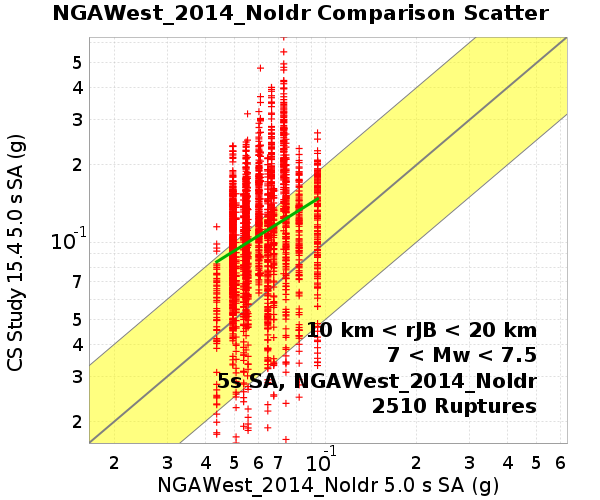 NGAWest_2014_NoIdr Comparison Scatter
CS Study 15.4 5.0 s SA (g)
5
4
3
2
10-1
7
5
4
3
2
10 km < rJB < 20 km
7 < Mw < 7.5
5s SA, NGAWest_2014_NoIdr
2510 Ruptures
2 3 4 5 6 7 10-1 2 3 4 5 6
NGAWest_2014_NoIdr 5.0 s SA (g)